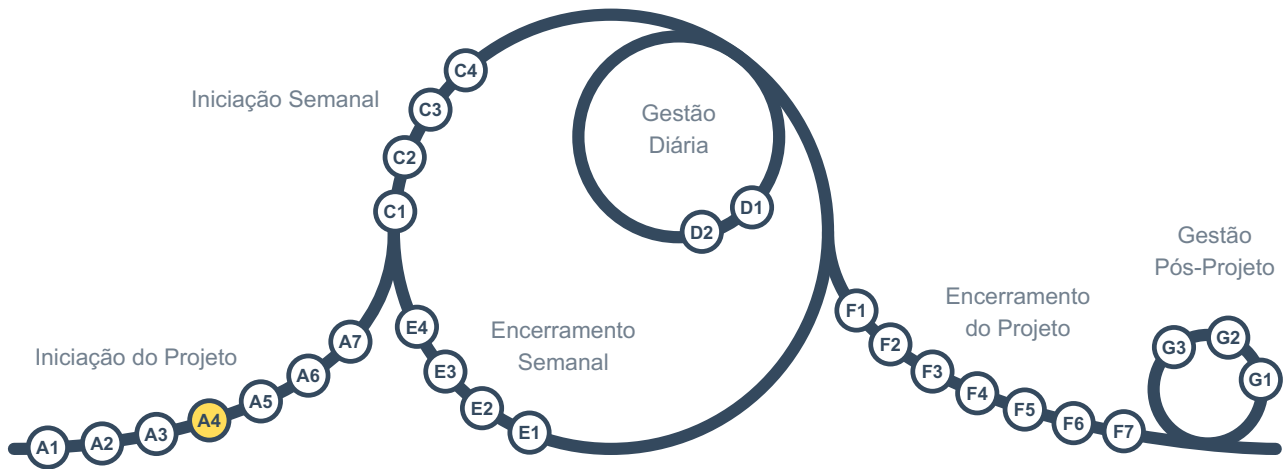 Iniciação do Projeto
A1
A2
A3
A4
A5
A6
A7
Iniciação Semanal
C1
C2
C3
C4
Gestão
Diária
D1
D2
Encerramento
Semanal
E1
E2
E3
E4
Encerramento
do Projeto
F1
F2
F3
F4
F5
F6
F7
Gestão
Pós-Projeto
G1
G2
G3